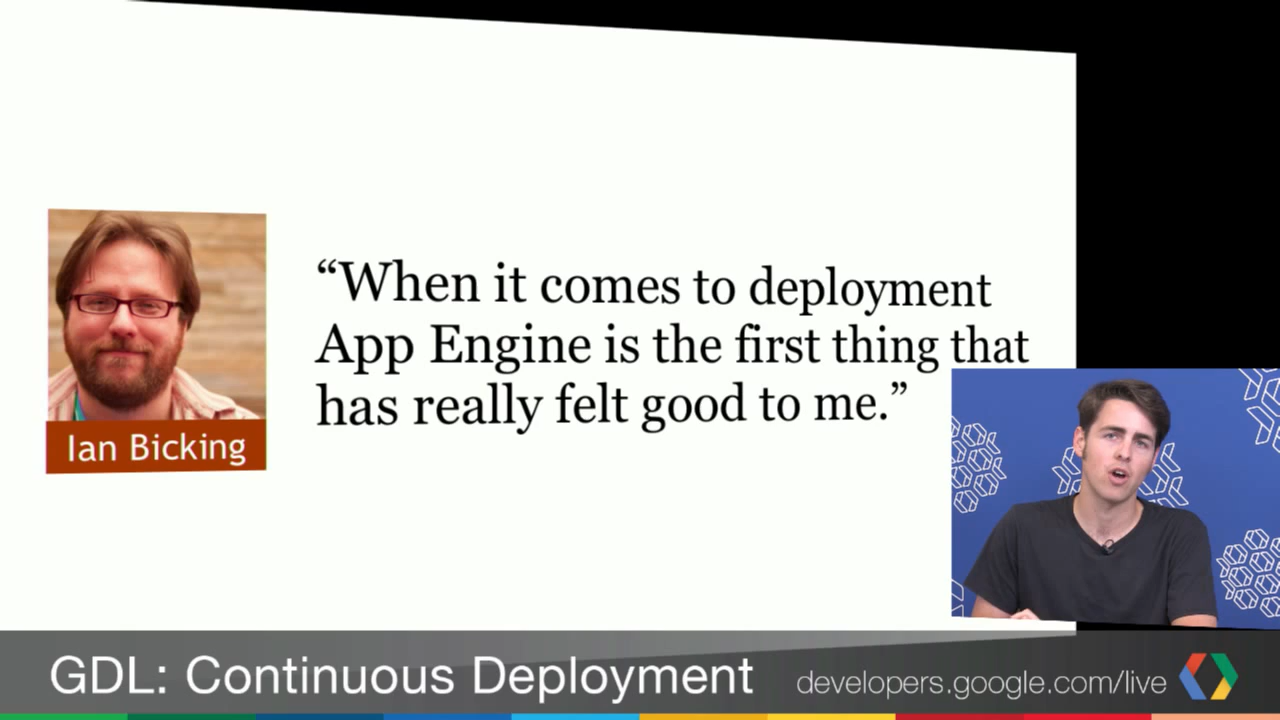 “When it comes to deployment
App Engine is the first thing that
has really felt good to me.”
Ian Bicking
GDL: Continuous Deployment
developers.google.com/live